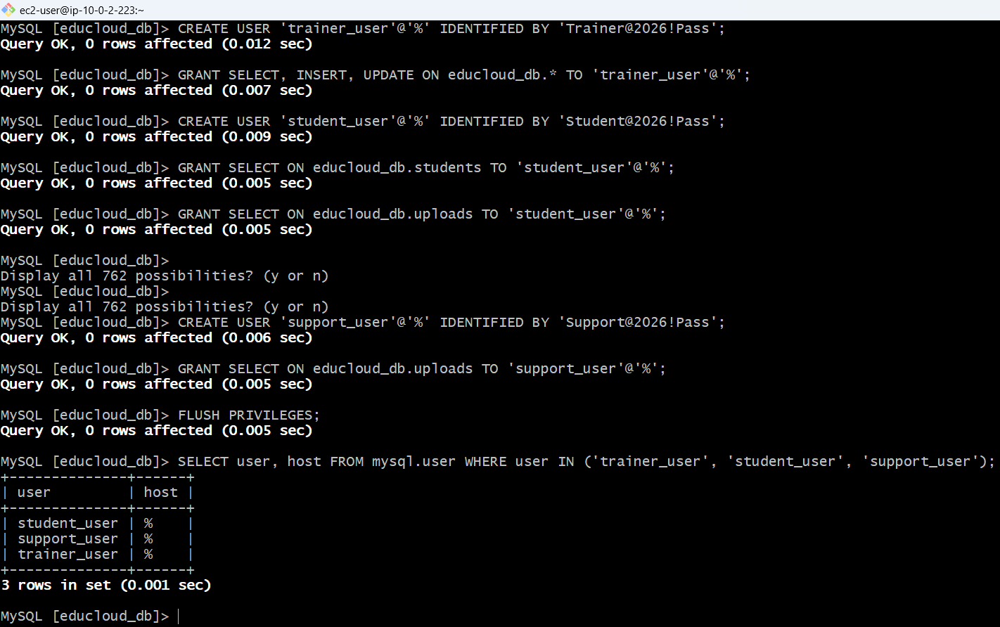 ec2-user@ip-10-0-2-223:~
MySQL [educloud_db]> CREATE USER 'trainer_user'@'%' IDENTIFIED BY 'Trainer@2026!Pass';
Query OK, 0 rows affected (0.012 sec)
MySQL [educloud_db]> GRANT SELECT, INSERT, UPDATE ON educloud_db.* TO 'trainer_user'@'%';
Query OK, 0 rows affected (0.007 sec)
MySQL [educloud_db]> CREATE USER 'student_user'@'%' IDENTIFIED BY 'Student@2026!Pass';
Query OK, 0 rows affected (0.009 sec)
MySQL [educloud_db]> GRANT SELECT ON educloud_db.students TO 'student_user'@'%';
Query OK, 0 rows affected (0.005 sec)
MySQL [educloud_db]> GRANT SELECT ON educloud_db.uploads TO 'student_user'@'%';
Query OK, 0 rows affected (0.005 sec)
MySQL [educloud_db]>
Display all 762 possibilities? (y or n)
MySQL [educloud_db]>
Display all 762 possibilities? (y or n)
MySQL [educloud_db]> CREATE USER 'support_user'@'%' IDENTIFIED BY 'Support@2026!Pass';
Query OK, 0 rows affected (0.006 sec)
MySQL [educloud_db]> GRANT SELECT ON educloud_db.uploads TO 'support_user'@'%';
Query OK, 0 rows affected (0.005 sec)
MySQL [educloud_db]> FLUSH PRIVILEGES;
Query OK, 0 rows affected (0.005 sec)
MySQL [educloud_db]> SELECT user, host FROM mysql.user WHERE user IN ('trainer_user', 'student_user', 'support_user');
+--------------+------+
| user         | host |
+--------------+------+
| student_user | %    |
| support_user | %    |
| trainer_user | %    |
+--------------+------+
3 rows in set (0.001 sec)
MySQL [educloud_db]>